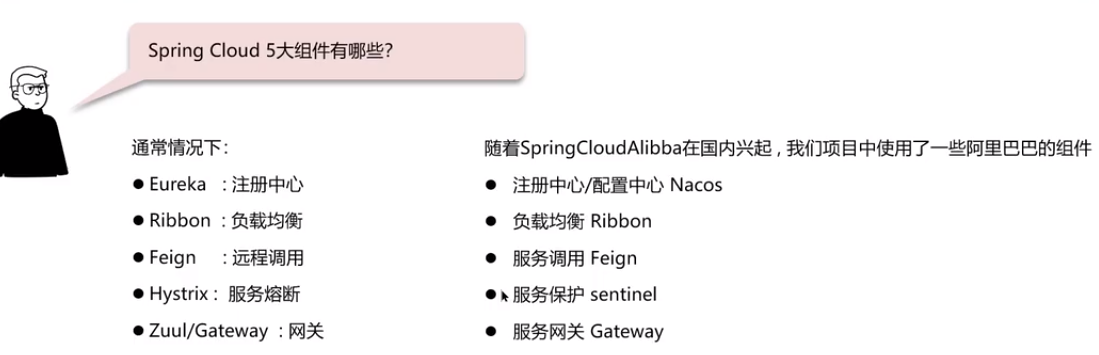 Spring Cloud 5大组件有哪些?
通常情况下:
● Eureka : 注册中心
● Ribbon : 负载均衡
● Feign : 远程调用
● Hystrix : 服务熔断
● Zuul/Gateway : 网关
随着SpringCloudAlibba在国内兴起 , 我们项目中使用了一些阿里巴巴的组件
● 注册中心/配置中心 Nacos
● 负载均衡 Ribbon
● 服务调用 Feign
● 服务保护 sentinel
● 服务网关 Gateway